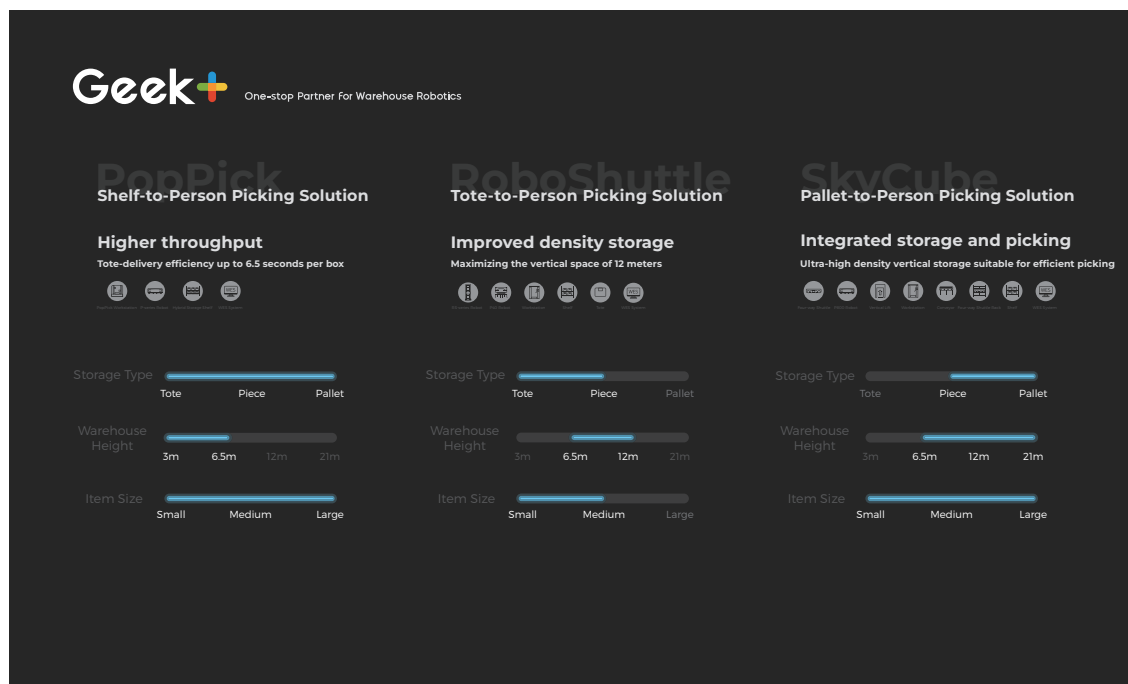 Geek+
One-stop Partner for Warehouse Robotics
PopPick
Shelf-to-Person Picking Solution
Higher throughput
Tote-delivery efficiency up to 6.5 seconds per box
WES
Storage Type
Tote Piece Pallet
Warehouse
Height
3m 6.5m 12m 21m
Item Size
Small Medium Large
RoboShuttle
Tote-to-Person Picking Solution
Improved density storage
Maximizing the vertical space of 12 meters
WES
Storage Type
Tote Piece Pallet
Warehouse
Height
3m 6.5m 12m 21m
Item Size
Small Medium Large
SkyCube
Pallet-to-Person Picking Solution
Integrated storage and picking
Ultra-high density vertical storage suitable for efficient picking
WES
Storage Type
Tote Piece Pallet
Warehouse
Height
3m 6.5m 12m 21m
Item Size
Small Medium Large